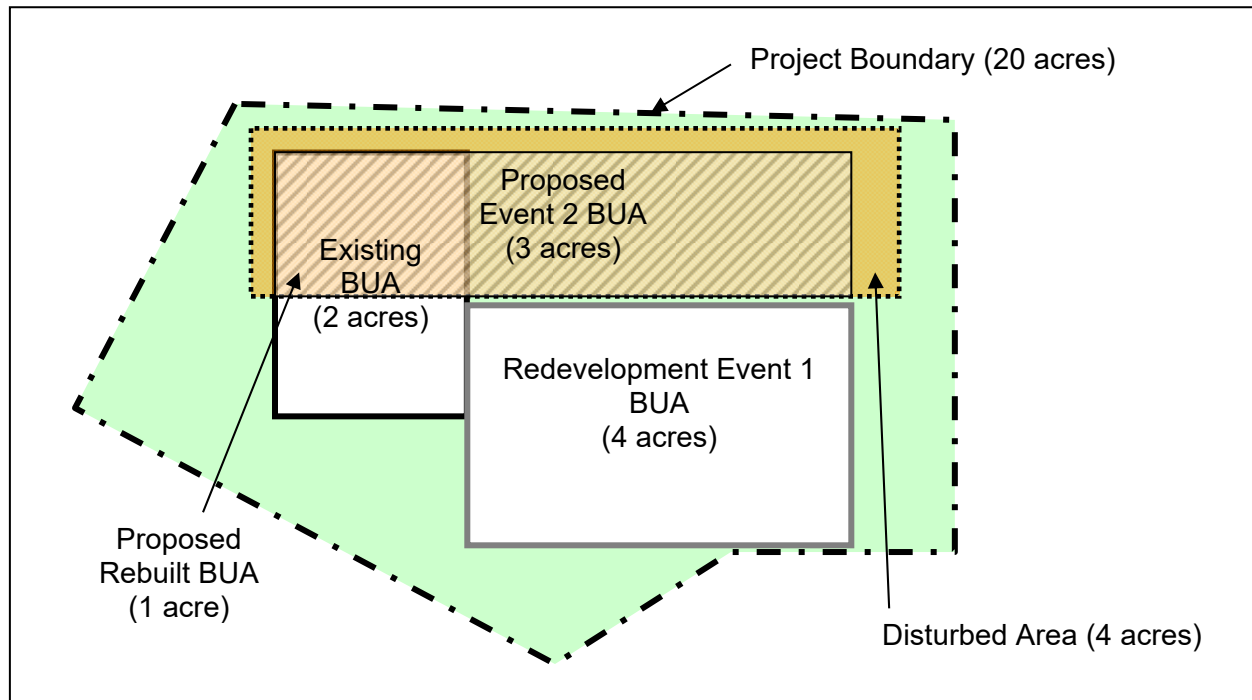 Project Boundary (20 acres)
Proposed
Event 2 BUA
(3 acres)
Existing
BUA
(2 acres)
Redevelopment Event 1
BUA
(4 acres)
Proposed
Rebuilt BUA
(1 acre)
Disturbed Area (4 acres)